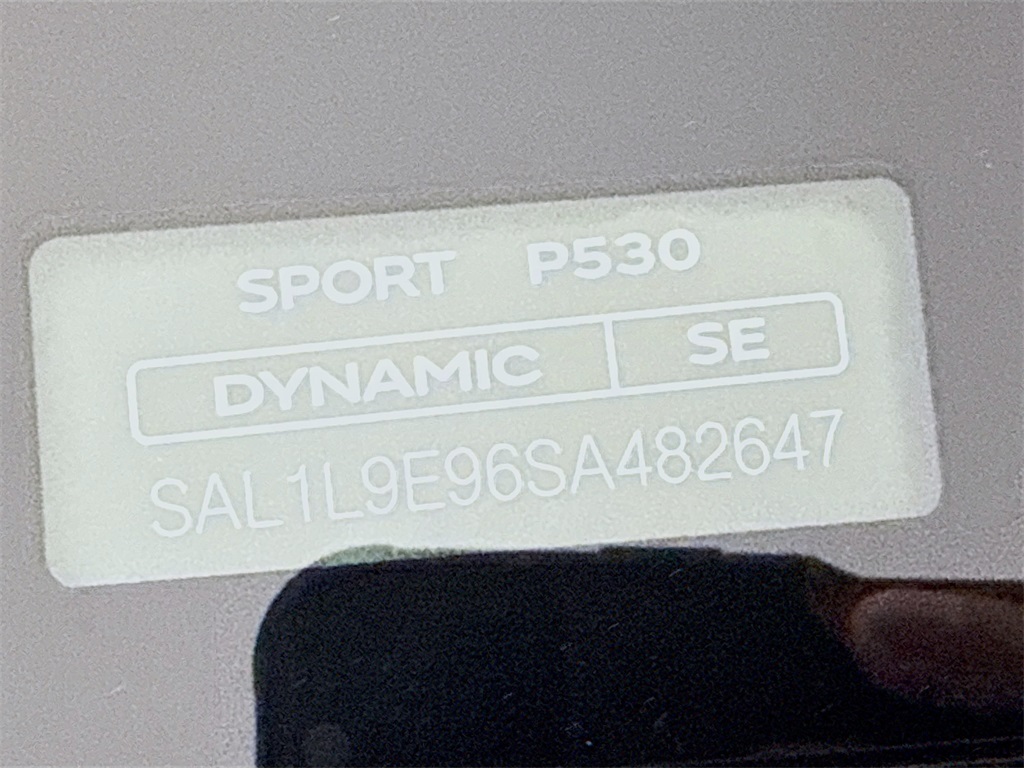 SPORT P530
DYNAMIC SE
SAL1L9E96SA482647